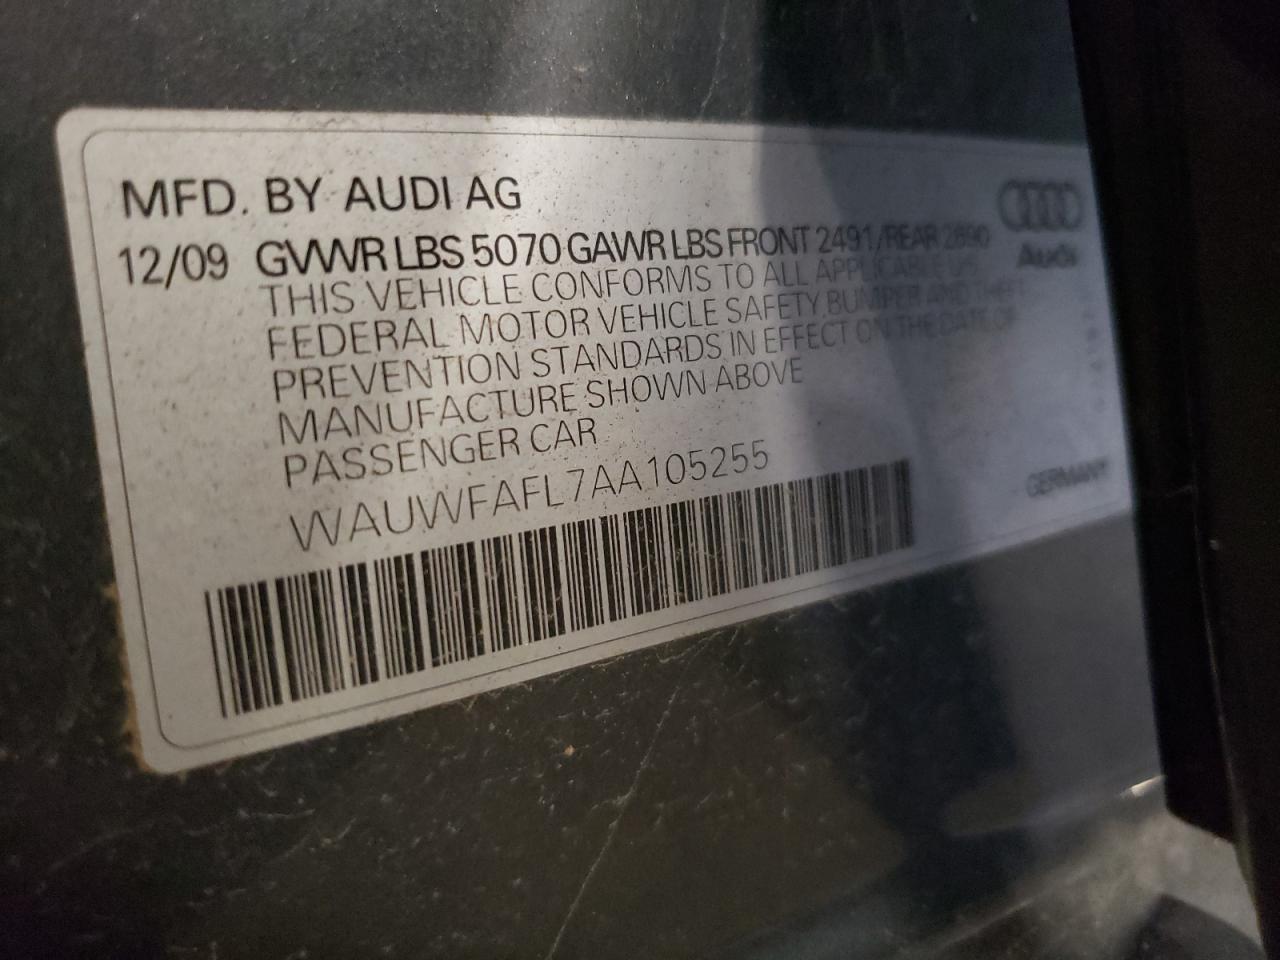 MFD. BY AUDI AG
12/09 GVWR LBS 5070 GAWR LBS FRONT 2491/REAR 2690
THIS VEHICLE CONFORMS TO ALL APPLICABLE US
FEDERAL MOTOR VEHICLE SAFETY, BUMPER AND THEFT
PREVENTION STANDARDS IN EFFECT ON THE DATE OF
MANUFACTURE SHOWN ABOVE
PASSENGER CAR
WAUWFAFL7AA105255
Audi
GERMANY